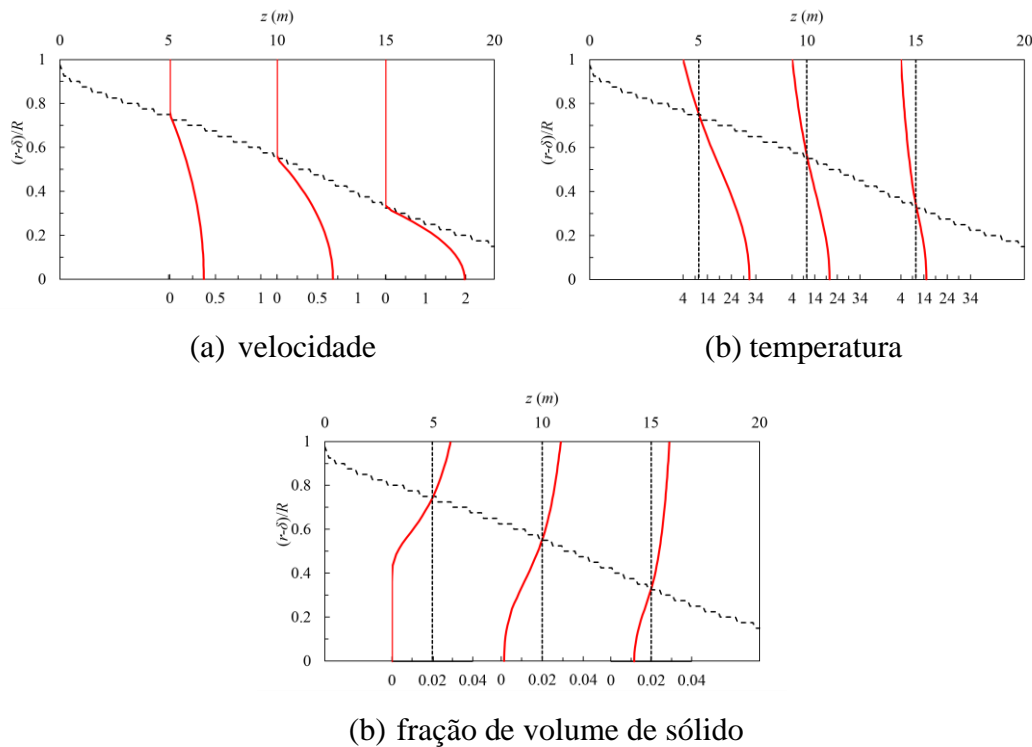 z (m)
0 5 10 15 20
1
0.8
0.6
0.4
0.2
0
(r-δ)/R
0 0.5 1 0 0.5 1 0 1 2
(a) velocidade
z (m)
0 5 10 15 20
1
0.8
0.6
0.4
0.2
0
(r-δ)/R
4 14 24 34 4 14 24 34 4 14 24 34
(b) temperatura
z (m)
0 5 10 15 20
1
0.8
0.6
0.4
0.2
0
(r-δ)/R
0 0.02 0.04 0 0.02 0.04 0 0.02 0.04
(b) fração de volume de sólido